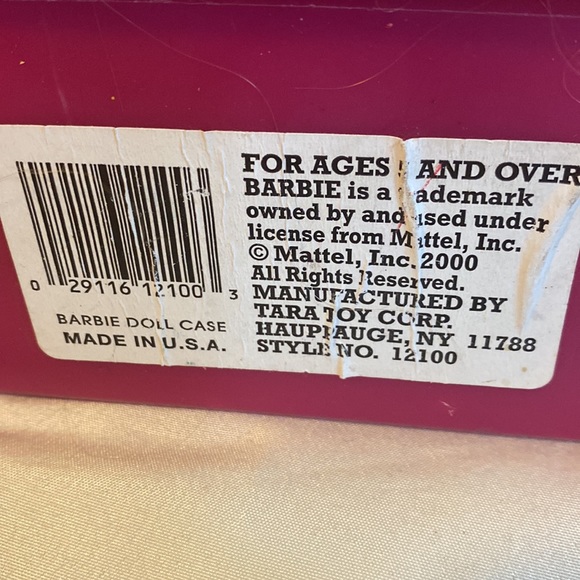 FOR AGES 5 AND OVER
BARBIE is a trademark
owned by and used under
license from Mattel, Inc.
© Mattel, Inc. 2000
All Rights Reserved.
MANUFACTURED BY
TARA TOY CORP.
HAUPPAUGE, NY 11788
STYLE NO. 12100
0 29116 12100 3
BARBIE DOLL CASE
MADE IN U.S.A.